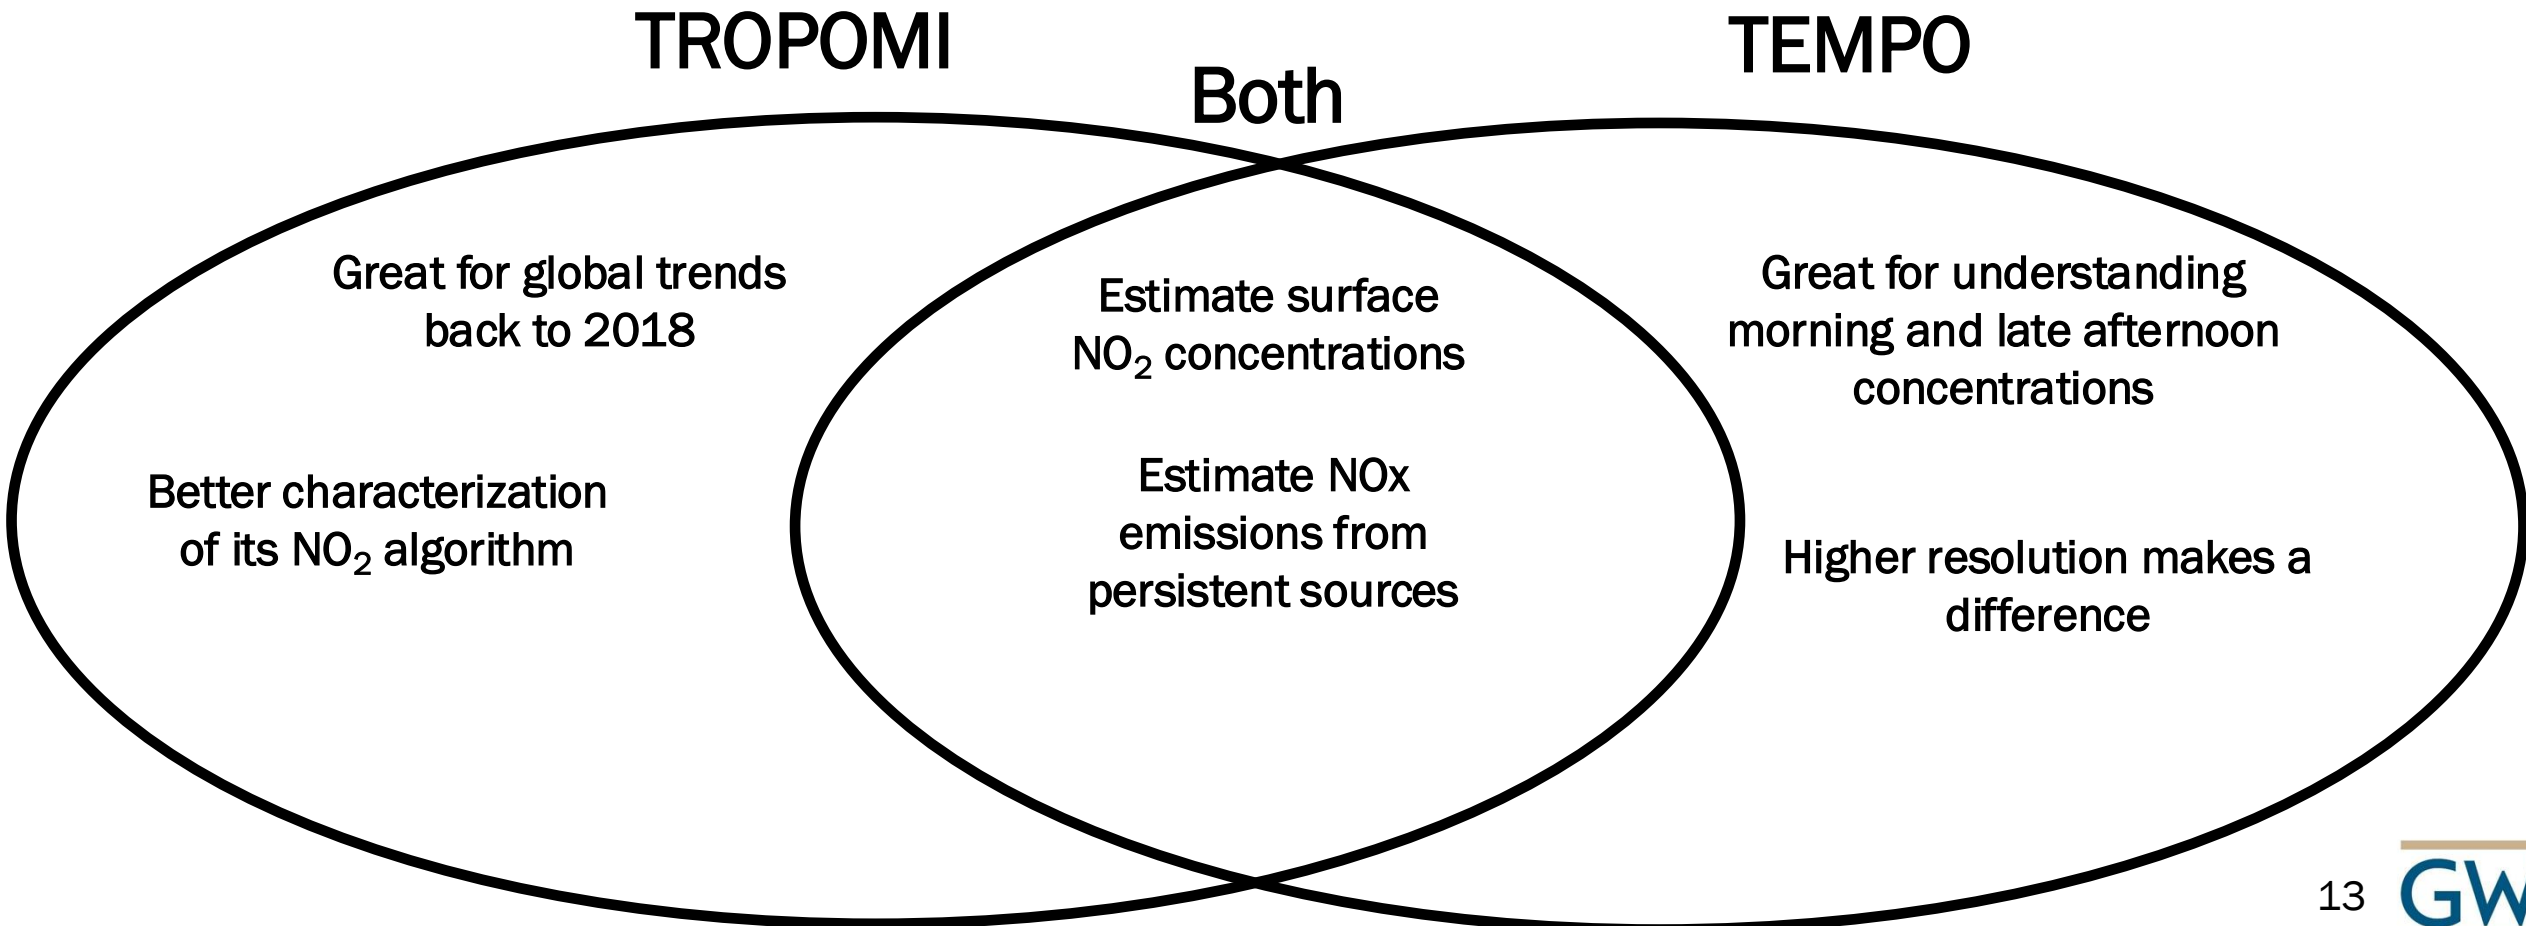 TROPOMI
Both
TEMPO
Great for global trends
back to 2018
Better characterization
of its NO₂ algorithm
Estimate surface
NO₂ concentrations
Estimate NOx
emissions from
persistent sources
Great for understanding
morning and late afternoon
concentrations
Higher resolution makes a
difference
13
GW